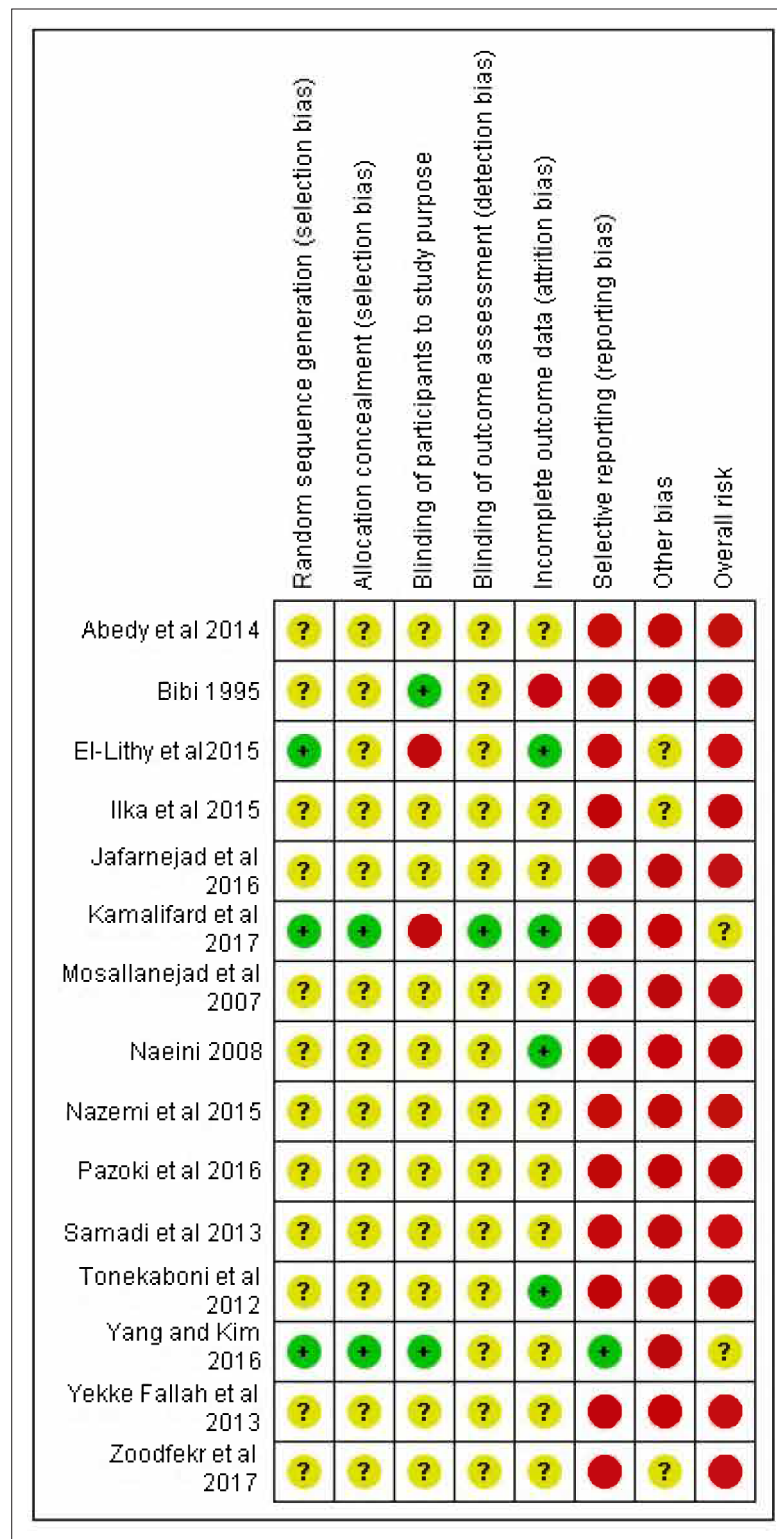 Random sequence generation (selection bias)
Allocation concealment (selection bias)
Blinding of participants to study purpose
Blinding of outcome assessment (detection bias)
Incomplete outcome data (attrition bias)
Selective reporting (reporting bias)
Other bias
Overall risk
Abedy et al 2014 ? ? ? ? ?
Bibi 1995 ? ? + ?
El-Lithy et al 2015 + ? ? + ?
Ilka et al 2015 ? ? ? ? ? ?
Jafarnejad et al
2016 ? ? ? ? ?
Kamalifard et al
2017 + + + + ?
Mosallanejad et al
2007 ? ? ? ? ?
Naeini 2008 ? ? ? ? +
Nazemi et al 2015 ? ? ? ? ?
Pazoki et al 2016 ? ? ? ? ?
Samadi et al 2013 ? ? ? ? ?
Tonekaboni et al
2012 ? ? ? ? +
Yang and Kim
2016 + + + ? ? + ?
Yekke Fallah et al
2013 ? ? ? ? ?
Zoodfekr et al
2017 ? ? ? ? ? ?